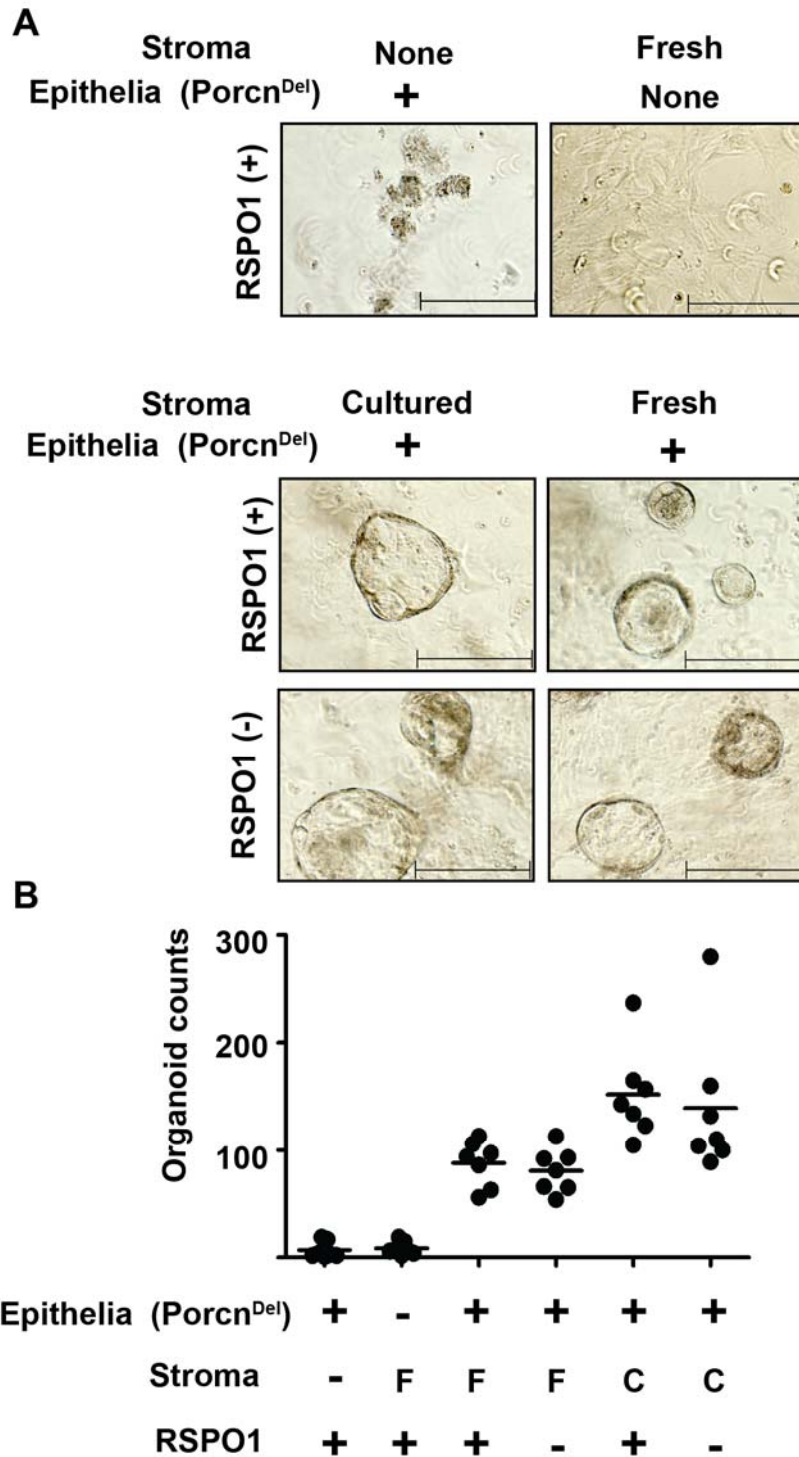 A
Stroma None Fresh
Epithelia (Porcn^Del) + None
RSPO1 (+)
Stroma Cultured Fresh
Epithelia (Porcn^Del) + +
RSPO1 (+)
RSPO1 (-)
B
Organoid counts
300
200
100
Epithelia (Porcn^Del) + - + + + +
Stroma - F F F C C
RSPO1 + + + - + -